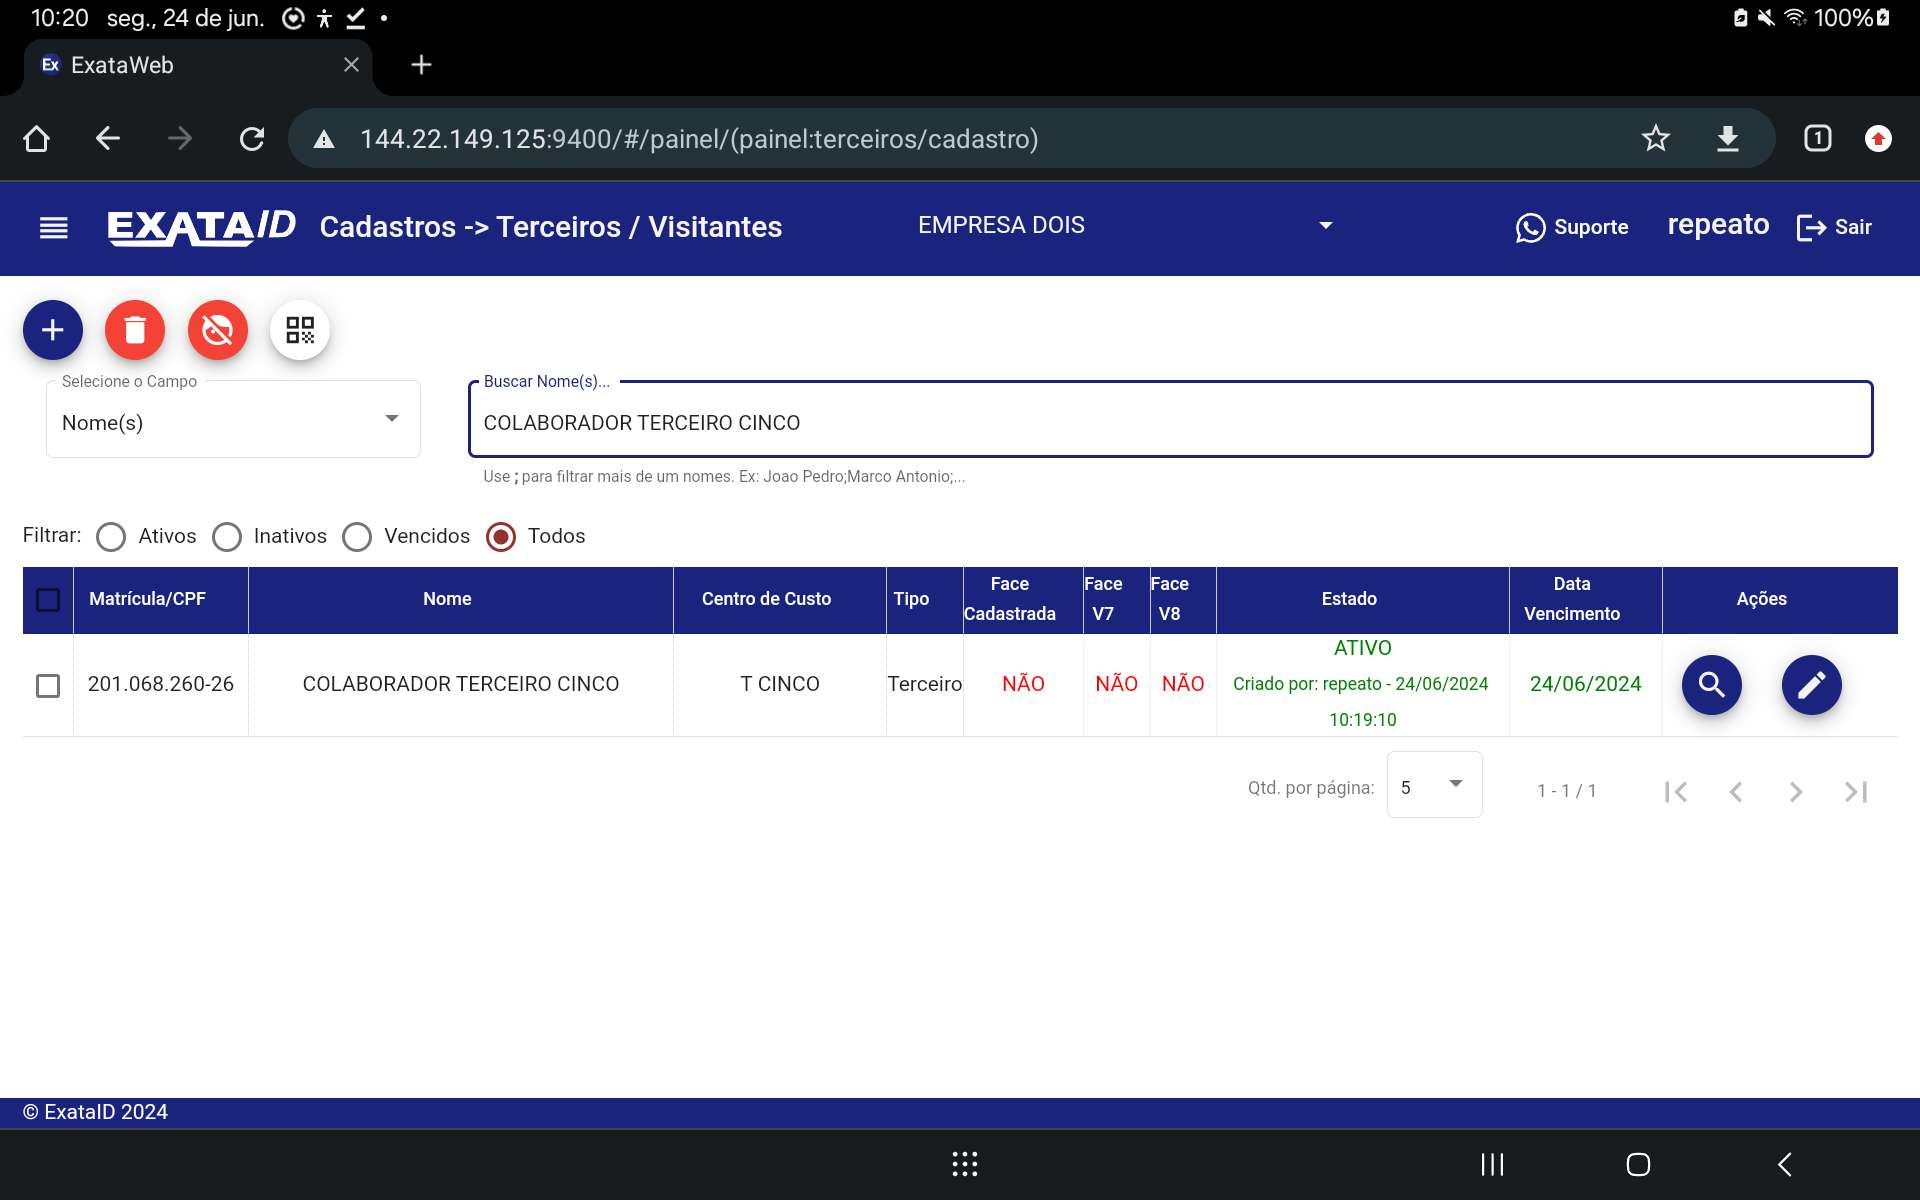 10:20 seg., 24 de jun.
100%
Ex ExataWeb
144.22.149.125:9400/#/painel/(painel:terceiros/cadastro)
1
EXATAID Cadastros -> Terceiros / Visitantes EMPRESA DOIS Suporte repeato Sair
Selecione o Campo
Nome(s)
Buscar Nome(s)...
COLABORADOR TERCEIRO CINCO
Use ; para filtrar mais de um nomes. Ex: Joao Pedro;Marco Antonio;...
Filtrar: Ativos Inativos Vencidos Todos
Matrícula/CPF Nome Centro de Custo Tipo Face Cadastrada Face V7 Face V8 Estado Data Vencimento Ações
201.068.260-26 COLABORADOR TERCEIRO CINCO T CINCO Terceiro NÃO NÃO NÃO ATIVO
Criado por: repeato - 24/06/2024
10:19:10
24/06/2024
Qtd. por página: 5 1 - 1 / 1
© ExataID 2024